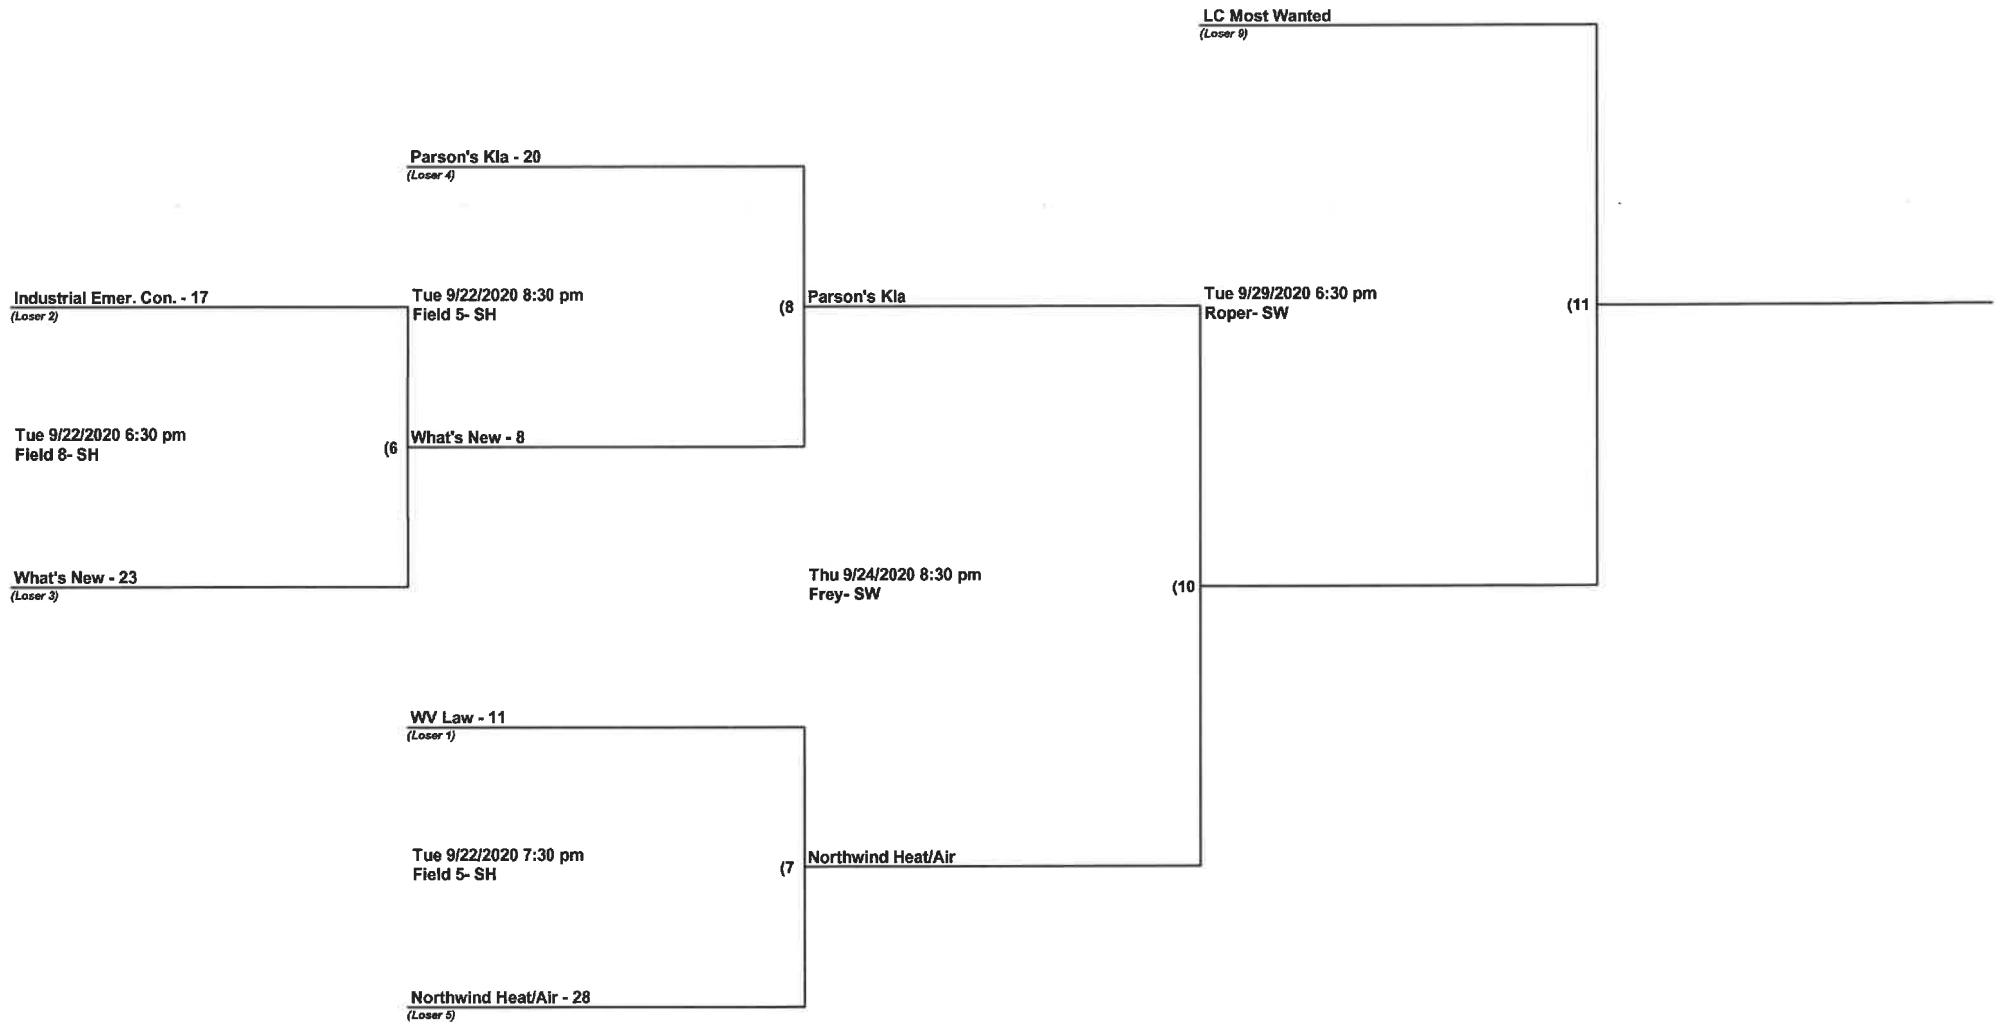 LC Most Wanted
(Loser 9)
Parson's Kia - 20
(Loser 4)
Industrial Emer. Con. - 17
(Loser 2)
Tue 9/22/2020 8:30 pm
Field 5- SH
(8
Parson's Kia
Tue 9/29/2020 6:30 pm
Roper- SW
(11
Tue 9/22/2020 6:30 pm
Field 8- SH
(6
What's New - 8
What's New - 23
(Loser 3)
Thu 9/24/2020 8:30 pm
Frey- SW
(10
WV Law - 11
(Loser 1)
Tue 9/22/2020 7:30 pm
Field 5- SH
(7
Northwind Heat/Air
Northwind Heat/Air - 28
(Loser 5)